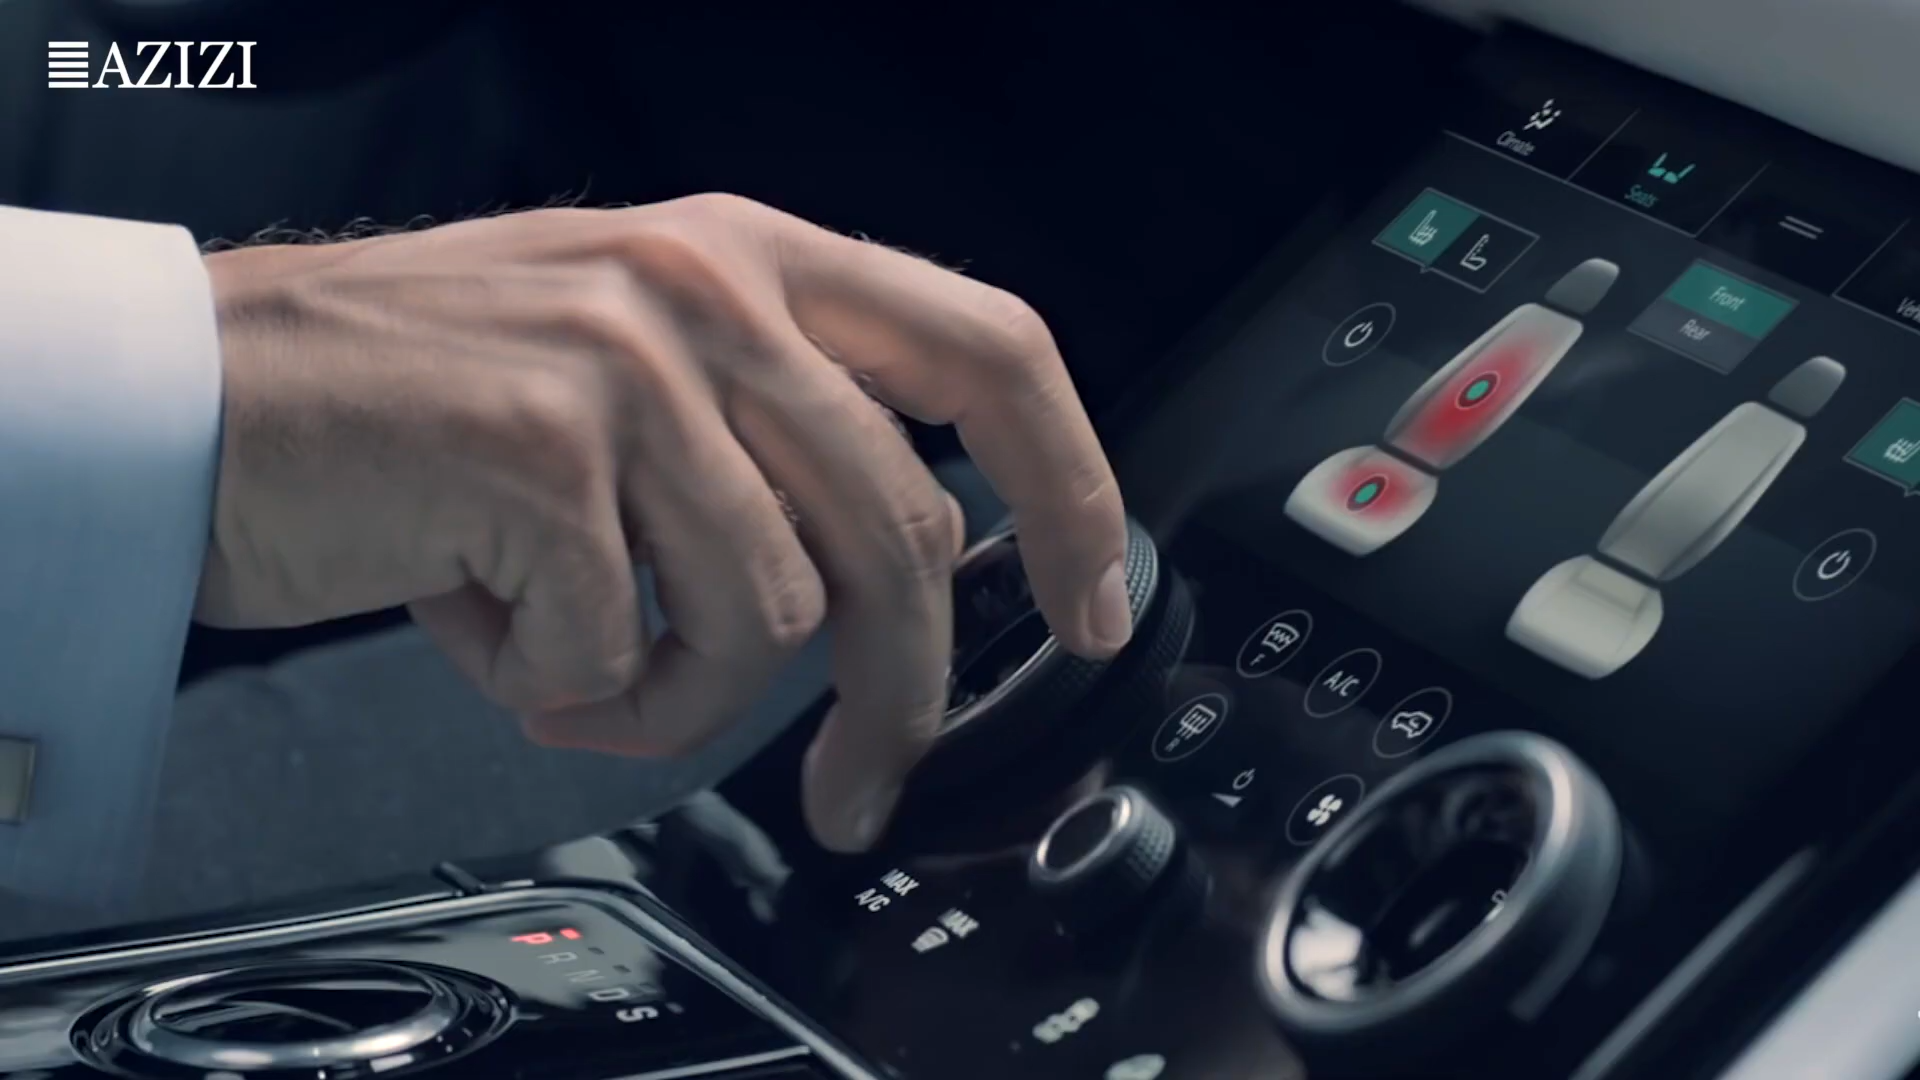 AZIZI
Climate
Seats
Front
Rear
F
A/C
R
MAX
A/C
MAX
P R N D S